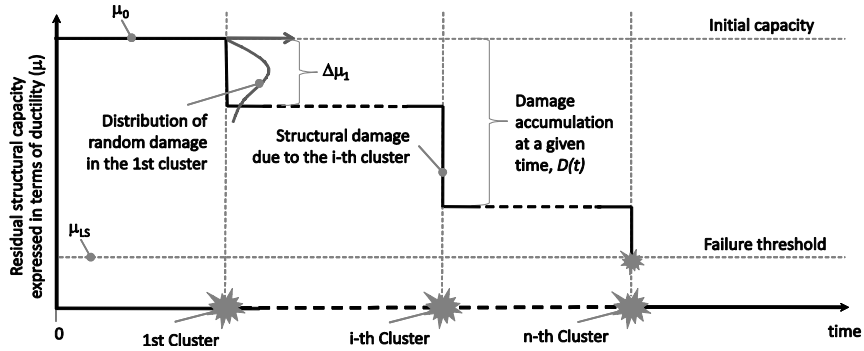 μ0
Initial capacity
Δμ1
Distribution of
random damage
in the 1st cluster
Structural damage
due to the i-th cluster
Damage
accumulation
at a given
time, D(t)
Residual structural capacity
expressed in terms of ductility (μ)
μLS
Failure threshold
0
1st Cluster
i-th Cluster
n-th Cluster
time